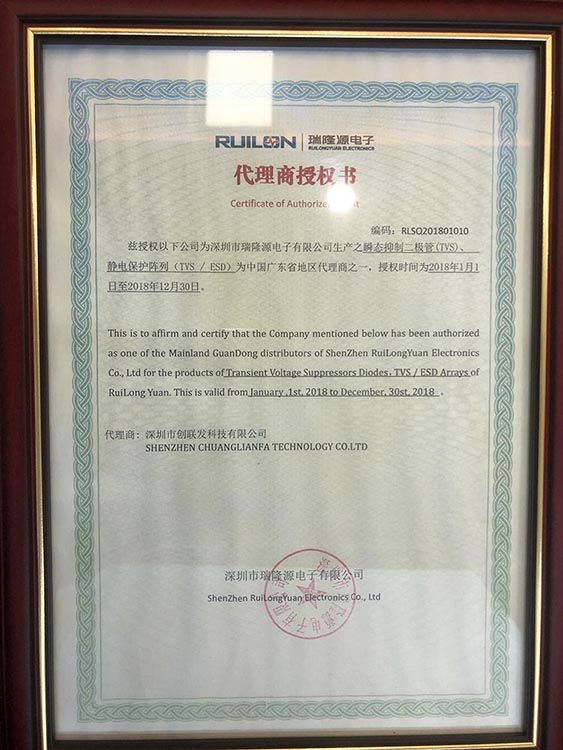 RUILON 瑞隆源电子
RUILONGYUAN ELECTRONICS
代理商授权书
Certificate of Authorize
编码：RLSQ201801010
兹授权以下公司为深圳市瑞隆源电子有限公司生产之瞬态抑制二极管(TVS)、
静电保护阵列（TVS / ESD）为中国广东省地区代理商之一，授权时间为2018年1月1
日至2018年12月30日。
This is to affirm and certify that the Company mentioned below has been authorized
as one of the Mainland GuanDong distributors of ShenZhen RuiLongYuan Electronics
Co., Ltd for the products of Transient Voltage Suppressors Diodes、TVS / ESD Arrays of
RuiLong Yuan. This is valid from January ,1st, 2018 to December, 30st, 2018 。
代理商：深圳市创联发科技有限公司
SHENZHEN CHUANGLIANFA TECHNOLOGY CO.LTD
深圳市瑞隆源电子有限公司
ShenZhen RuiLongYuan Electronics Co., Ltd